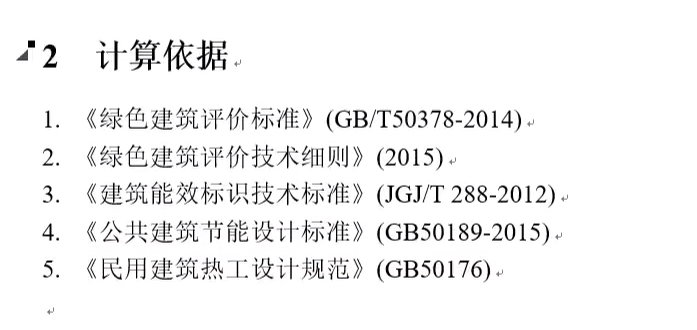 2 计算依据
1. 《绿色建筑评价标准》(GB/T50378-2014)
2. 《绿色建筑评价技术细则》(2015)
3. 《建筑能效标识技术标准》(JGJ/T 288-2012)
4. 《公共建筑节能设计标准》(GB50189-2015)
5. 《民用建筑热工设计规范》(GB50176)